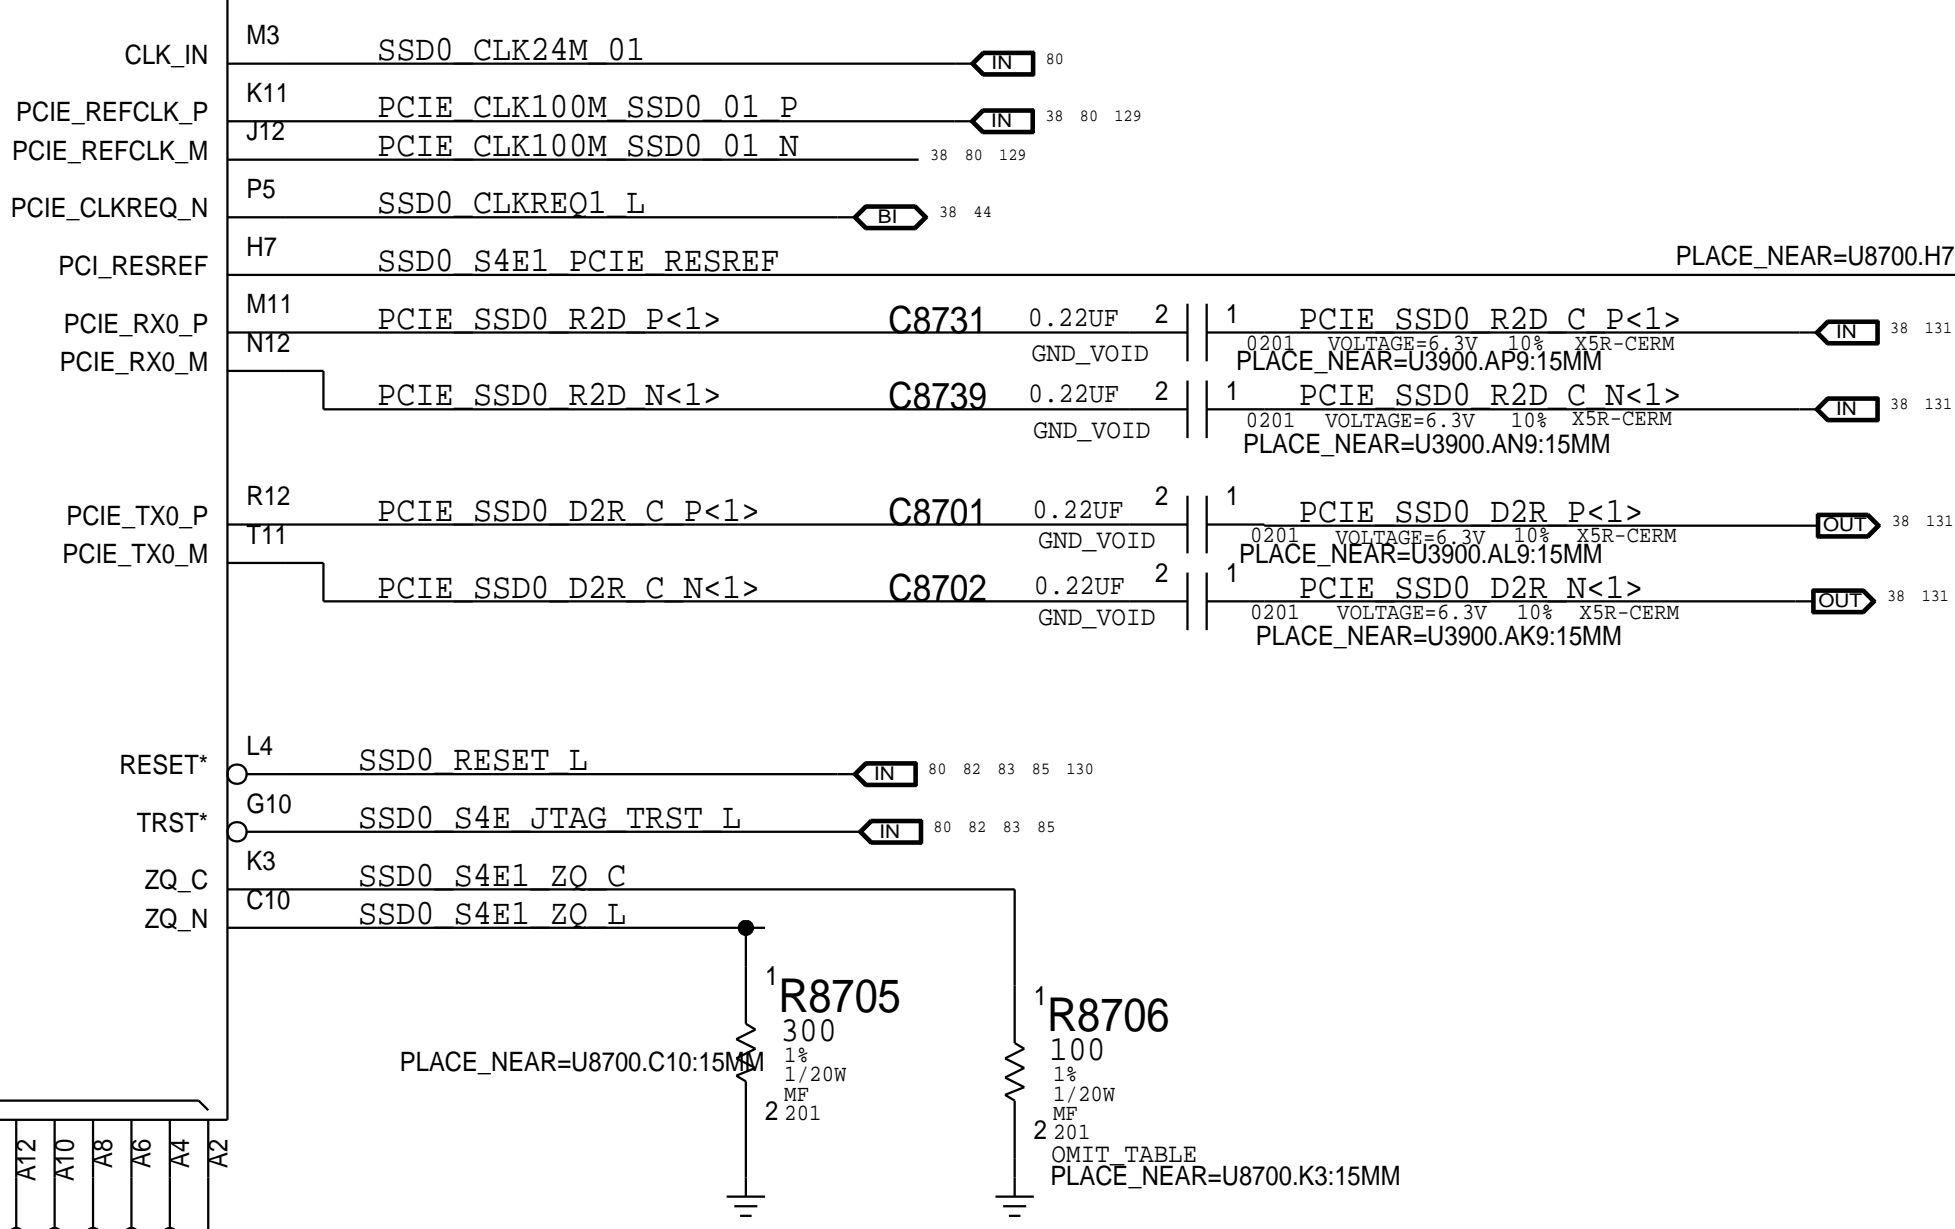 CLK_IN M3 SSD0_CLK24M_01 IN 80
PCIE_REFCLK_P K11 PCIE_CLK100M_SSD0_01_P IN 38 80 129
PCIE_REFCLK_M J12 PCIE_CLK100M_SSD0_01_N 38 80 129
PCIE_CLKREQ_N P5 SSD0_CLKREQ1_L BI 38 44
PCI_RESREF H7 SSD0_S4E1_PCIE_RESREF PLACE_NEAR=U8700.H7
PCIE_RX0_P M11 PCIE_SSD0_R2D_P<1> C8731 0.22UF 2 1 PCIE_SSD0_R2D_C_P<1> IN 38 131
GND_VOID 0201 VOLTAGE=6.3V 10% X5R-CERM
PLACE_NEAR=U3900.AP9:15MM
PCIE_RX0_M N12 PCIE_SSD0_R2D_N<1> C8739 0.22UF 2 1 PCIE_SSD0_R2D_C_N<1> IN 38 131
GND_VOID 0201 VOLTAGE=6.3V 10% X5R-CERM
PLACE_NEAR=U3900.AN9:15MM
PCIE_TX0_P R12 PCIE_SSD0_D2R_C_P<1> C8701 0.22UF 2 1 PCIE_SSD0_D2R_P<1> OUT 38 131
GND_VOID 0201 VOLTAGE=6.3V 10% X5R-CERM
PLACE_NEAR=U3900.AL9:15MM
PCIE_TX0_M T11 PCIE_SSD0_D2R_C_N<1> C8702 0.22UF 2 1 PCIE_SSD0_D2R_N<1> OUT 38 131
GND_VOID 0201 VOLTAGE=6.3V 10% X5R-CERM
PLACE_NEAR=U3900.AK9:15MM
RESET* L4 SSD0_RESET_L IN 80 82 83 85 130
TRST* G10 SSD0_S4E_JTAG_TRST_L IN 80 82 83 85
ZQ_C K3 SSD0_S4E1_ZQ_C
ZQ_N C10 SSD0_S4E1_ZQ_L
1 R8705
300
1%
1/20W
MF
2 201
PLACE_NEAR=U8700.C10:15MM
1 R8706
100
1%
1/20W
MF
2 201
OMIT_TABLE
PLACE_NEAR=U8700.K3:15MM
A12 A10 A8 A6 A4 A2